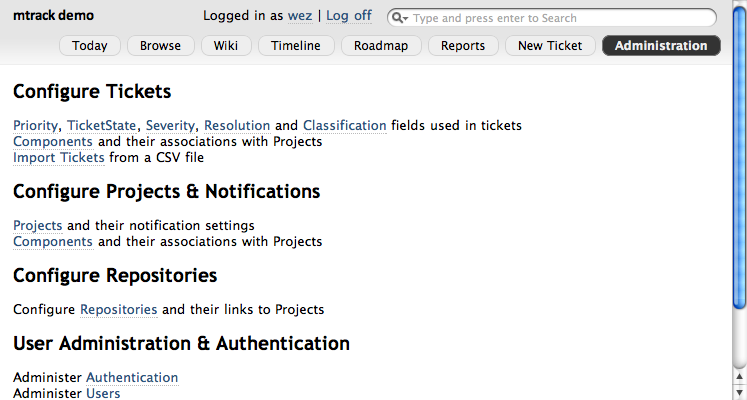 mtrack demo
Logged in as wez | Log off
Type and press enter to Search
Today Browse Wiki Timeline Roadmap Reports New Ticket Administration
Configure Tickets
Priority, TicketState, Severity, Resolution and Classification fields used in tickets
Components and their associations with Projects
Import Tickets from a CSV file
Configure Projects & Notifications
Projects and their notification settings
Components and their associations with Projects
Configure Repositories
Configure Repositories and their links to Projects
User Administration & Authentication
Administer Authentication
Administer Users